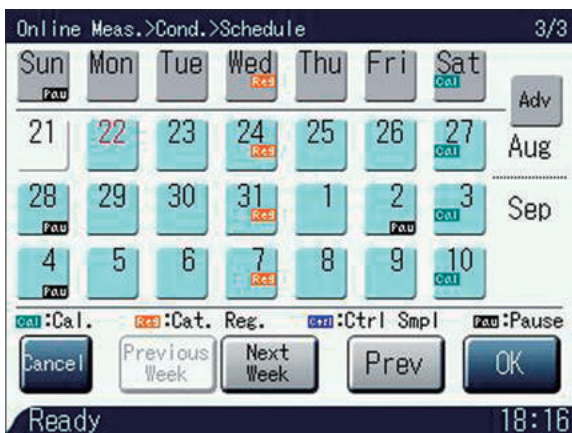 Online Meas.>Cond.>Schedule 3/3
Sun Mon Tue Wed Thu Fri Sat
Pau Reg Cal
Adv
21 22 23 24 25 26 27 Aug
Reg Cal
28 29 30 31 1 2 3 Sep
Pau Reg Pau Cal
4 5 6 7 8 9 10
Pau Reg Cal
Cal :Cal. Reg :Cat. Reg. Ctrl :Ctrl Smpl Pau :Pause
Cancel Previous Week Next Week Prev OK
Ready 18:16